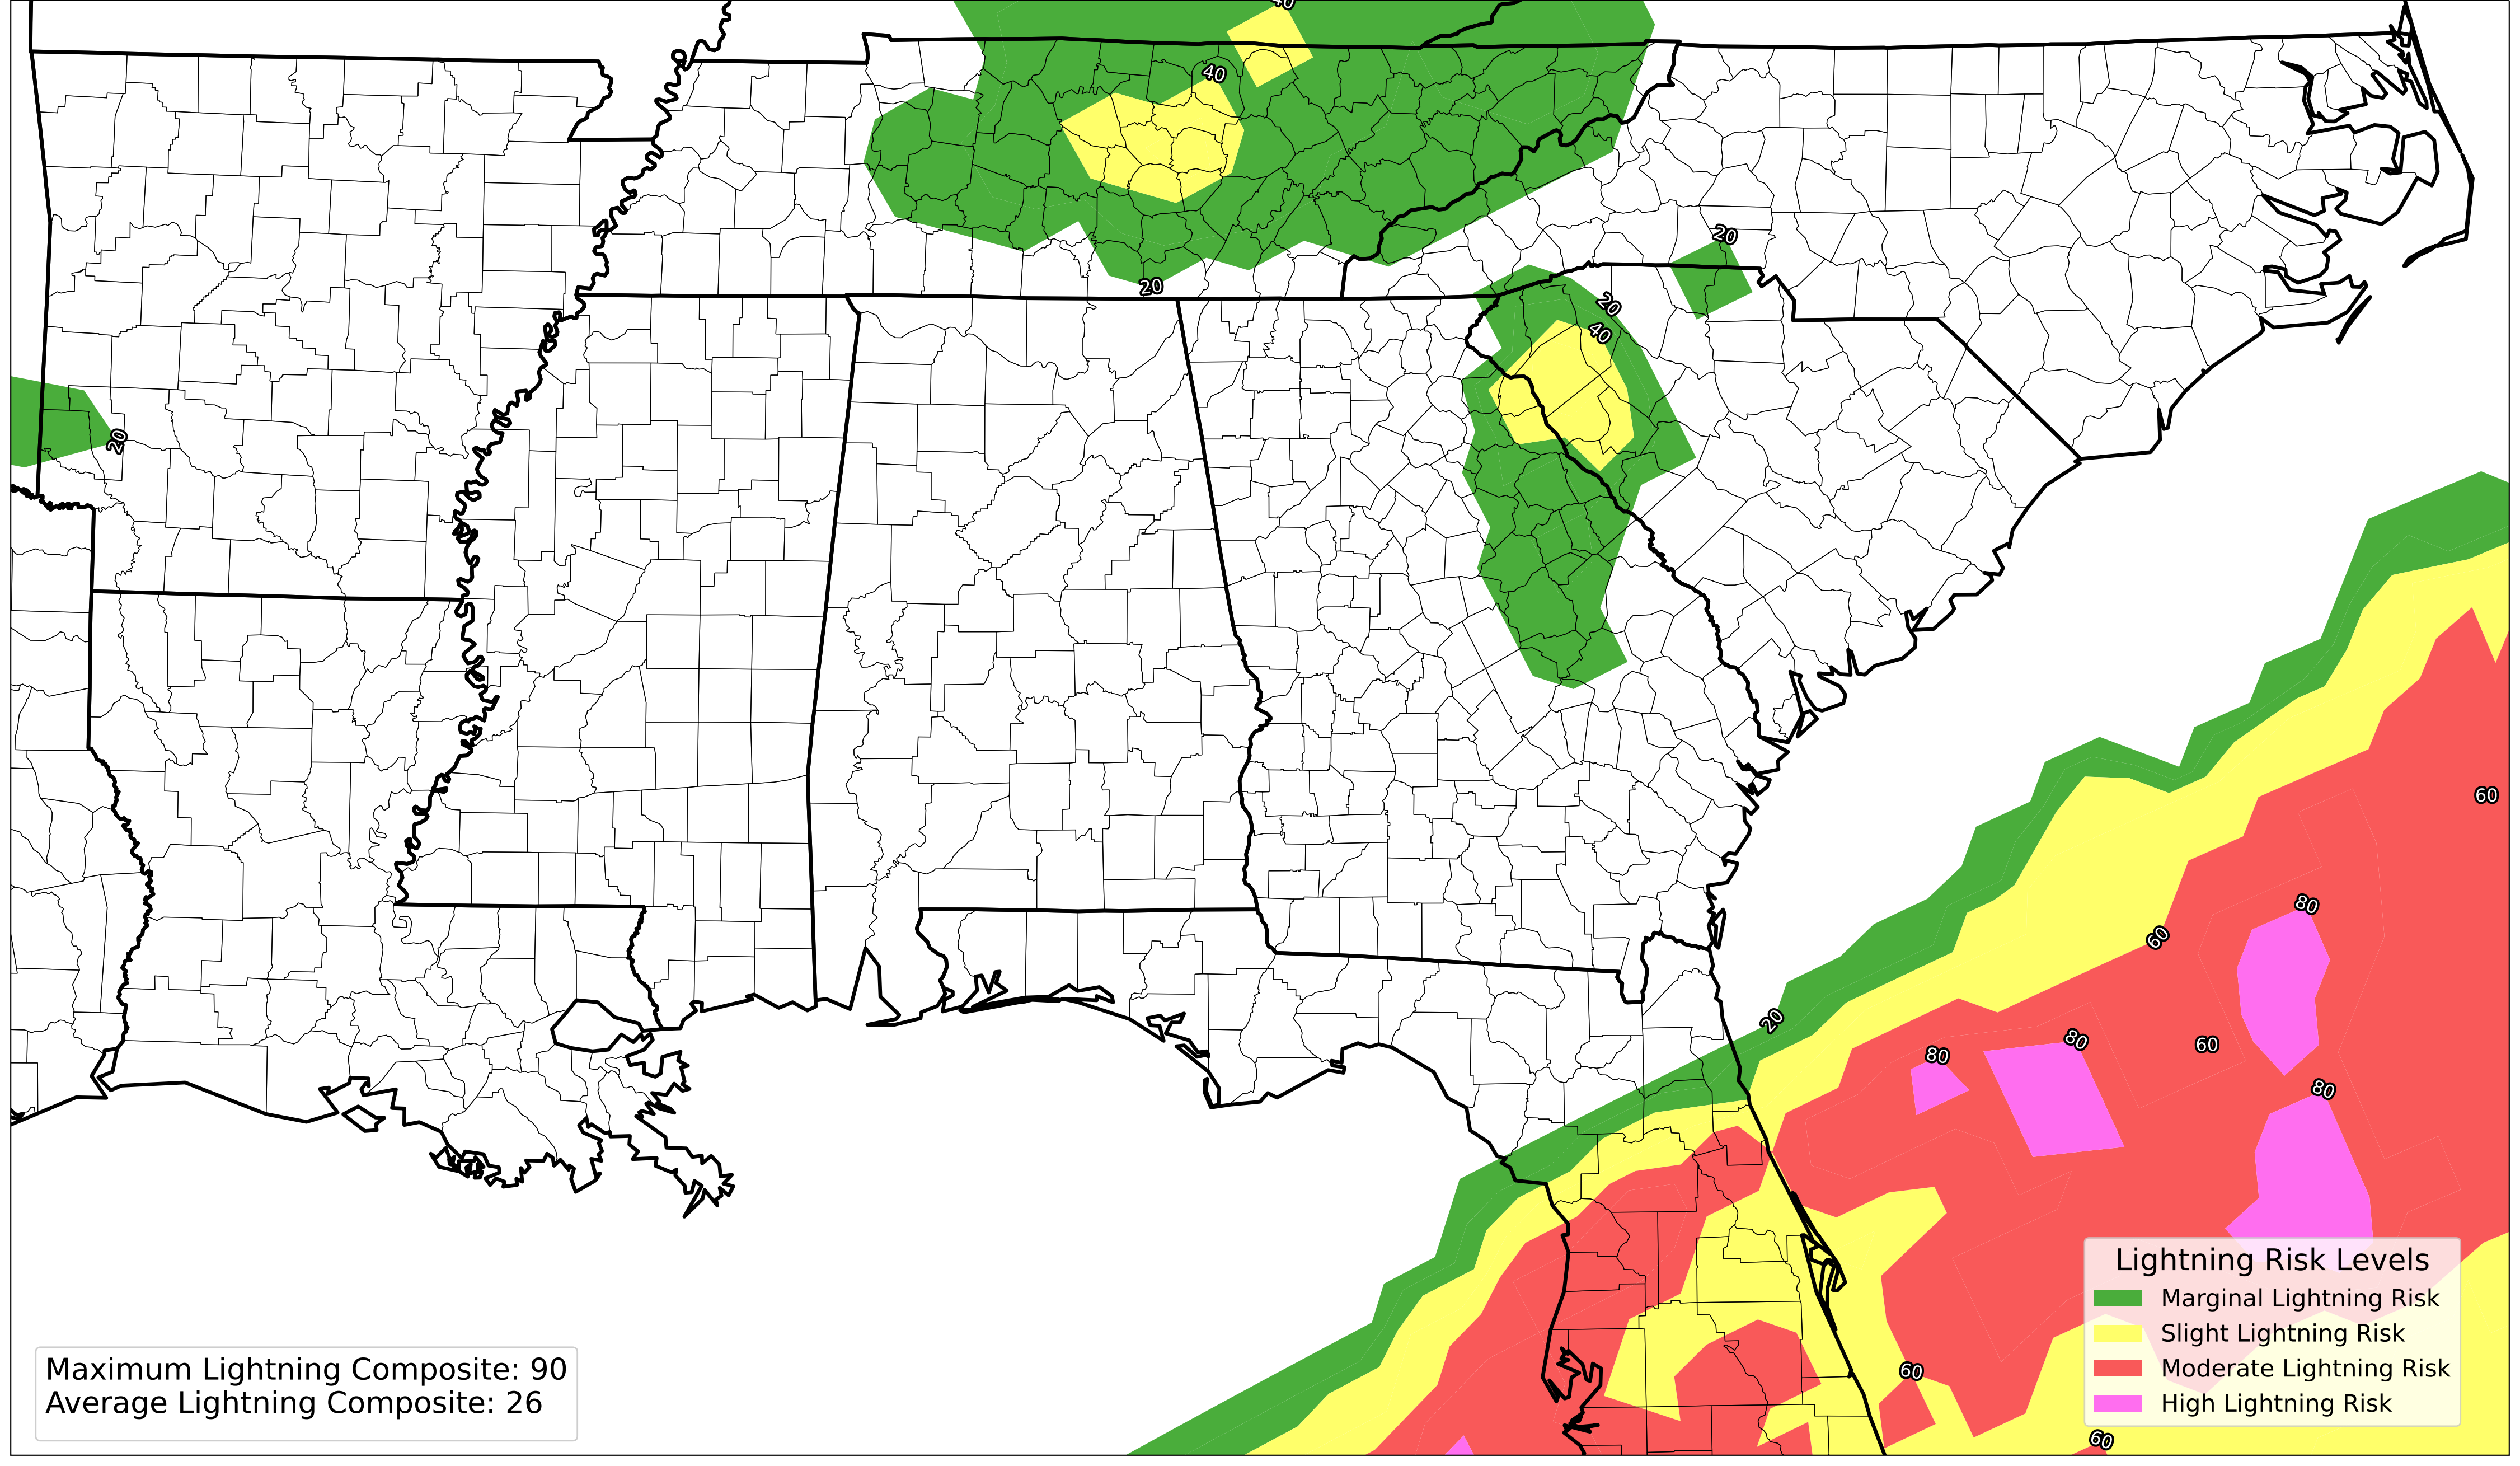 40
40
20
20
20
40
20
60
80
60
20
80
80
60
80
Lightning Risk Levels
Marginal Lightning Risk
Slight Lightning Risk
Moderate Lightning Risk
High Lightning Risk
60
60
Maximum Lightning Composite: 90
Average Lightning Composite: 26